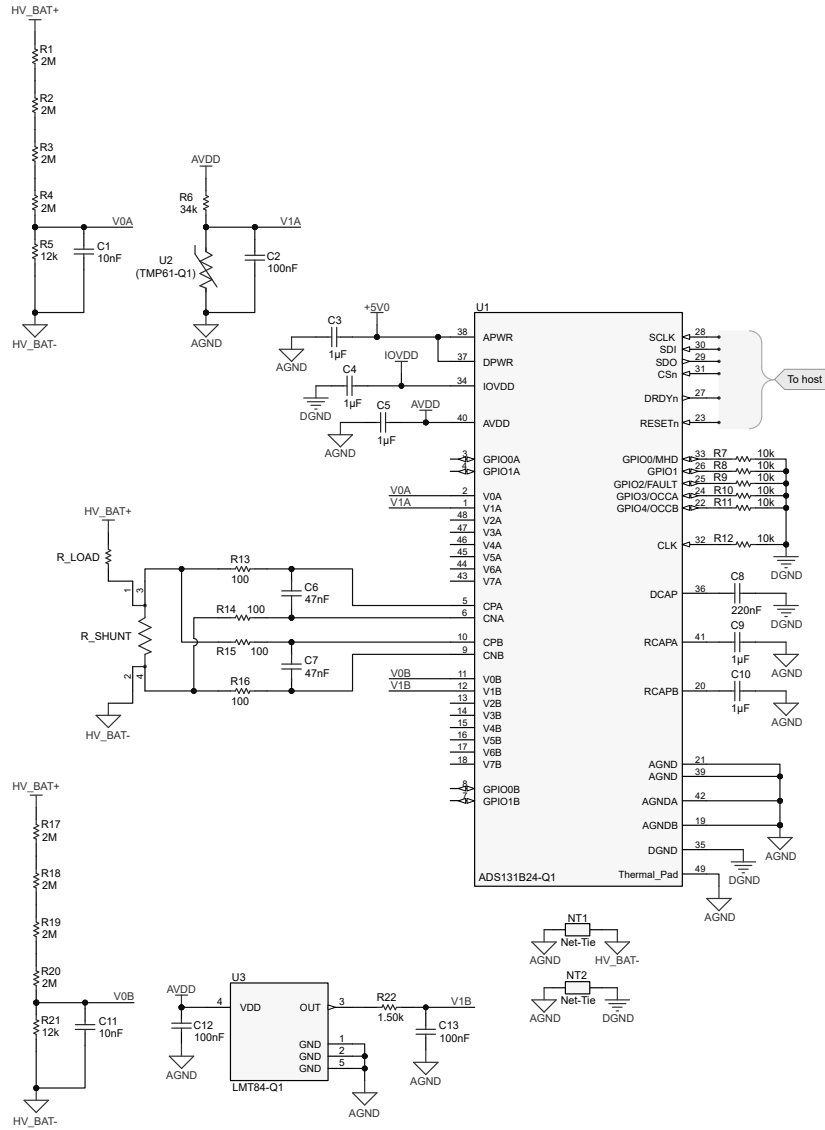 HV_BAT+
R1
2M
R2
2M
R3
2M
R4
2M
V0A
R5
12k
C1
10nF
HV_BAT-
AVDD
R6
34k
V1A
U2
(TMP61-Q1)
C2
100nF
AGND
+5V0
C3
1µF
AGND
IOVDD
C4
1µF
DGND
AVDD
C5
1µF
AGND
U1
38 APWR
37 DPWR
34 IOVDD
40 AVDD
3 GPIO0A
4 GPIO1A
V0A 2 V0A
V1A 1 V1A
48 V2A
47 V3A
46 V4A
45 V5A
44 V6A
43 V7A
5 CPA
6 CNA
10 CPB
9 CNB
V0B 11 V0B
V1B 12 V1B
13 V2B
14 V3B
15 V4B
16 V5B
17 V6B
18 V7B
8 GPIO0B
7 GPIO1B
SCLK 28
SDI 30
SDO 29
CSn 31
DRDYn 27
RESETn 23
To host
GPIO0/MHD 33 R7 10k
GPIO1 26 R8 10k
GPIO2/FAULT 25 R9 10k
GPIO3/OCCA 24 R10 10k
GPIO4/OCCB 22 R11 10k
CLK 32 R12 10k
DGND
DCAP 36 C8
220nF
DGND
RCAPA 41 C9
1µF
AGND
RCAPB 20 C10
1µF
AGND
AGND 21
AGND 39
AGNDA 42
AGNDB 19
AGND
DGND 35
DGND
Thermal_Pad 49
AGND
ADS131B24-Q1
HV_BAT+
R_LOAD
1
3
R_SHUNT
2
4
HV_BAT-
R13
100
C6
47nF
R14 100
R15 100
C7
47nF
R16
100
NT1
Net-Tie
AGND
HV_BAT-
NT2
Net-Tie
AGND
DGND
HV_BAT+
R17
2M
R18
2M
R19
2M
R20
2M
V0B
R21
12k
C11
10nF
HV_BAT-
AVDD
C12
100nF
AGND
U3
4 VDD
OUT 3
GND 1
GND 2
GND 5
LMT84-Q1
AGND
R22
1.50k
V1B
C13
100nF
AGND